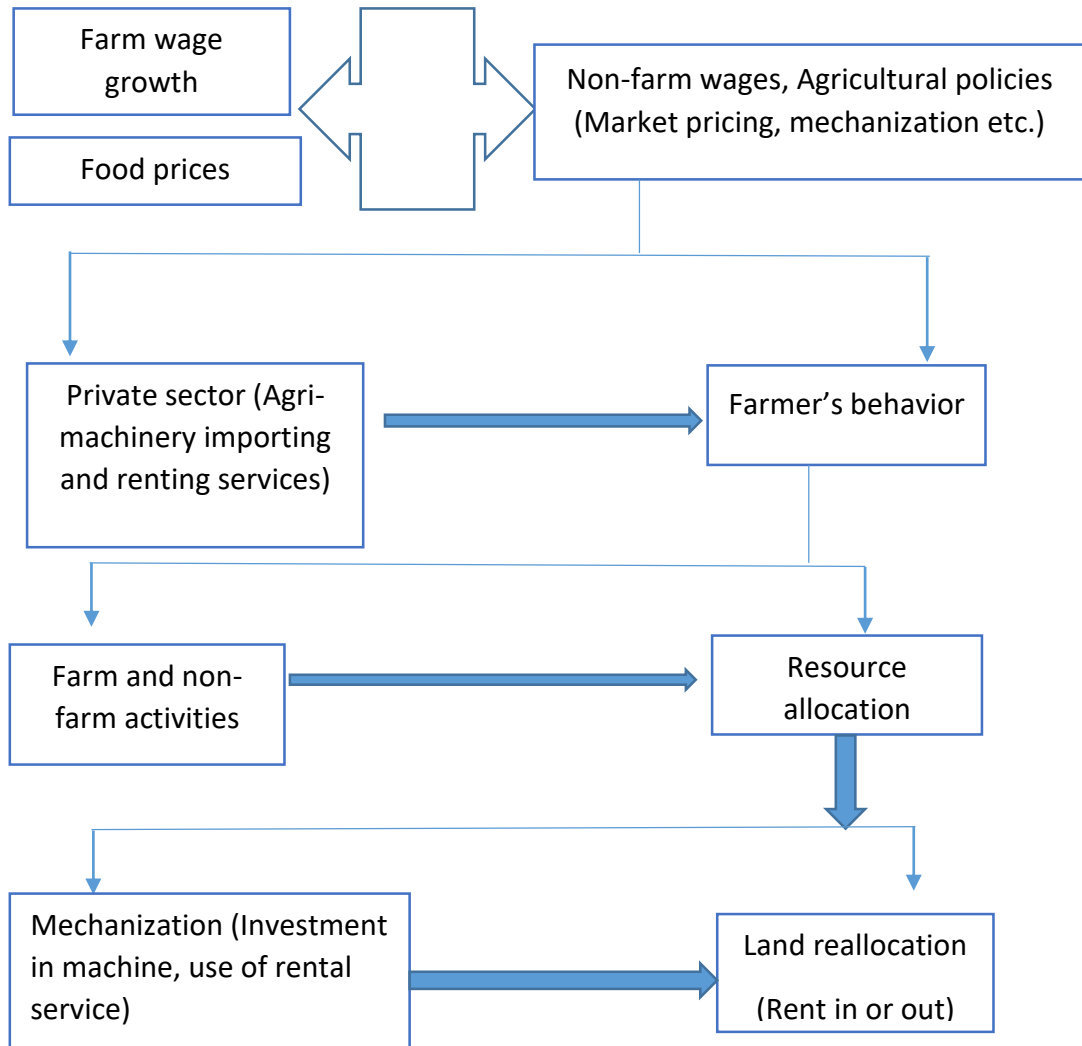 Farm wage
growth
Food prices
Non-farm wages, Agricultural policies
(Market pricing, mechanization etc.)
Private sector (Agri-
machinery importing
and renting services)
Farmer’s behavior
Farm and non-
farm activities
Resource
allocation
Mechanization (Investment
in machine, use of rental
service)
Land reallocation
(Rent in or out)